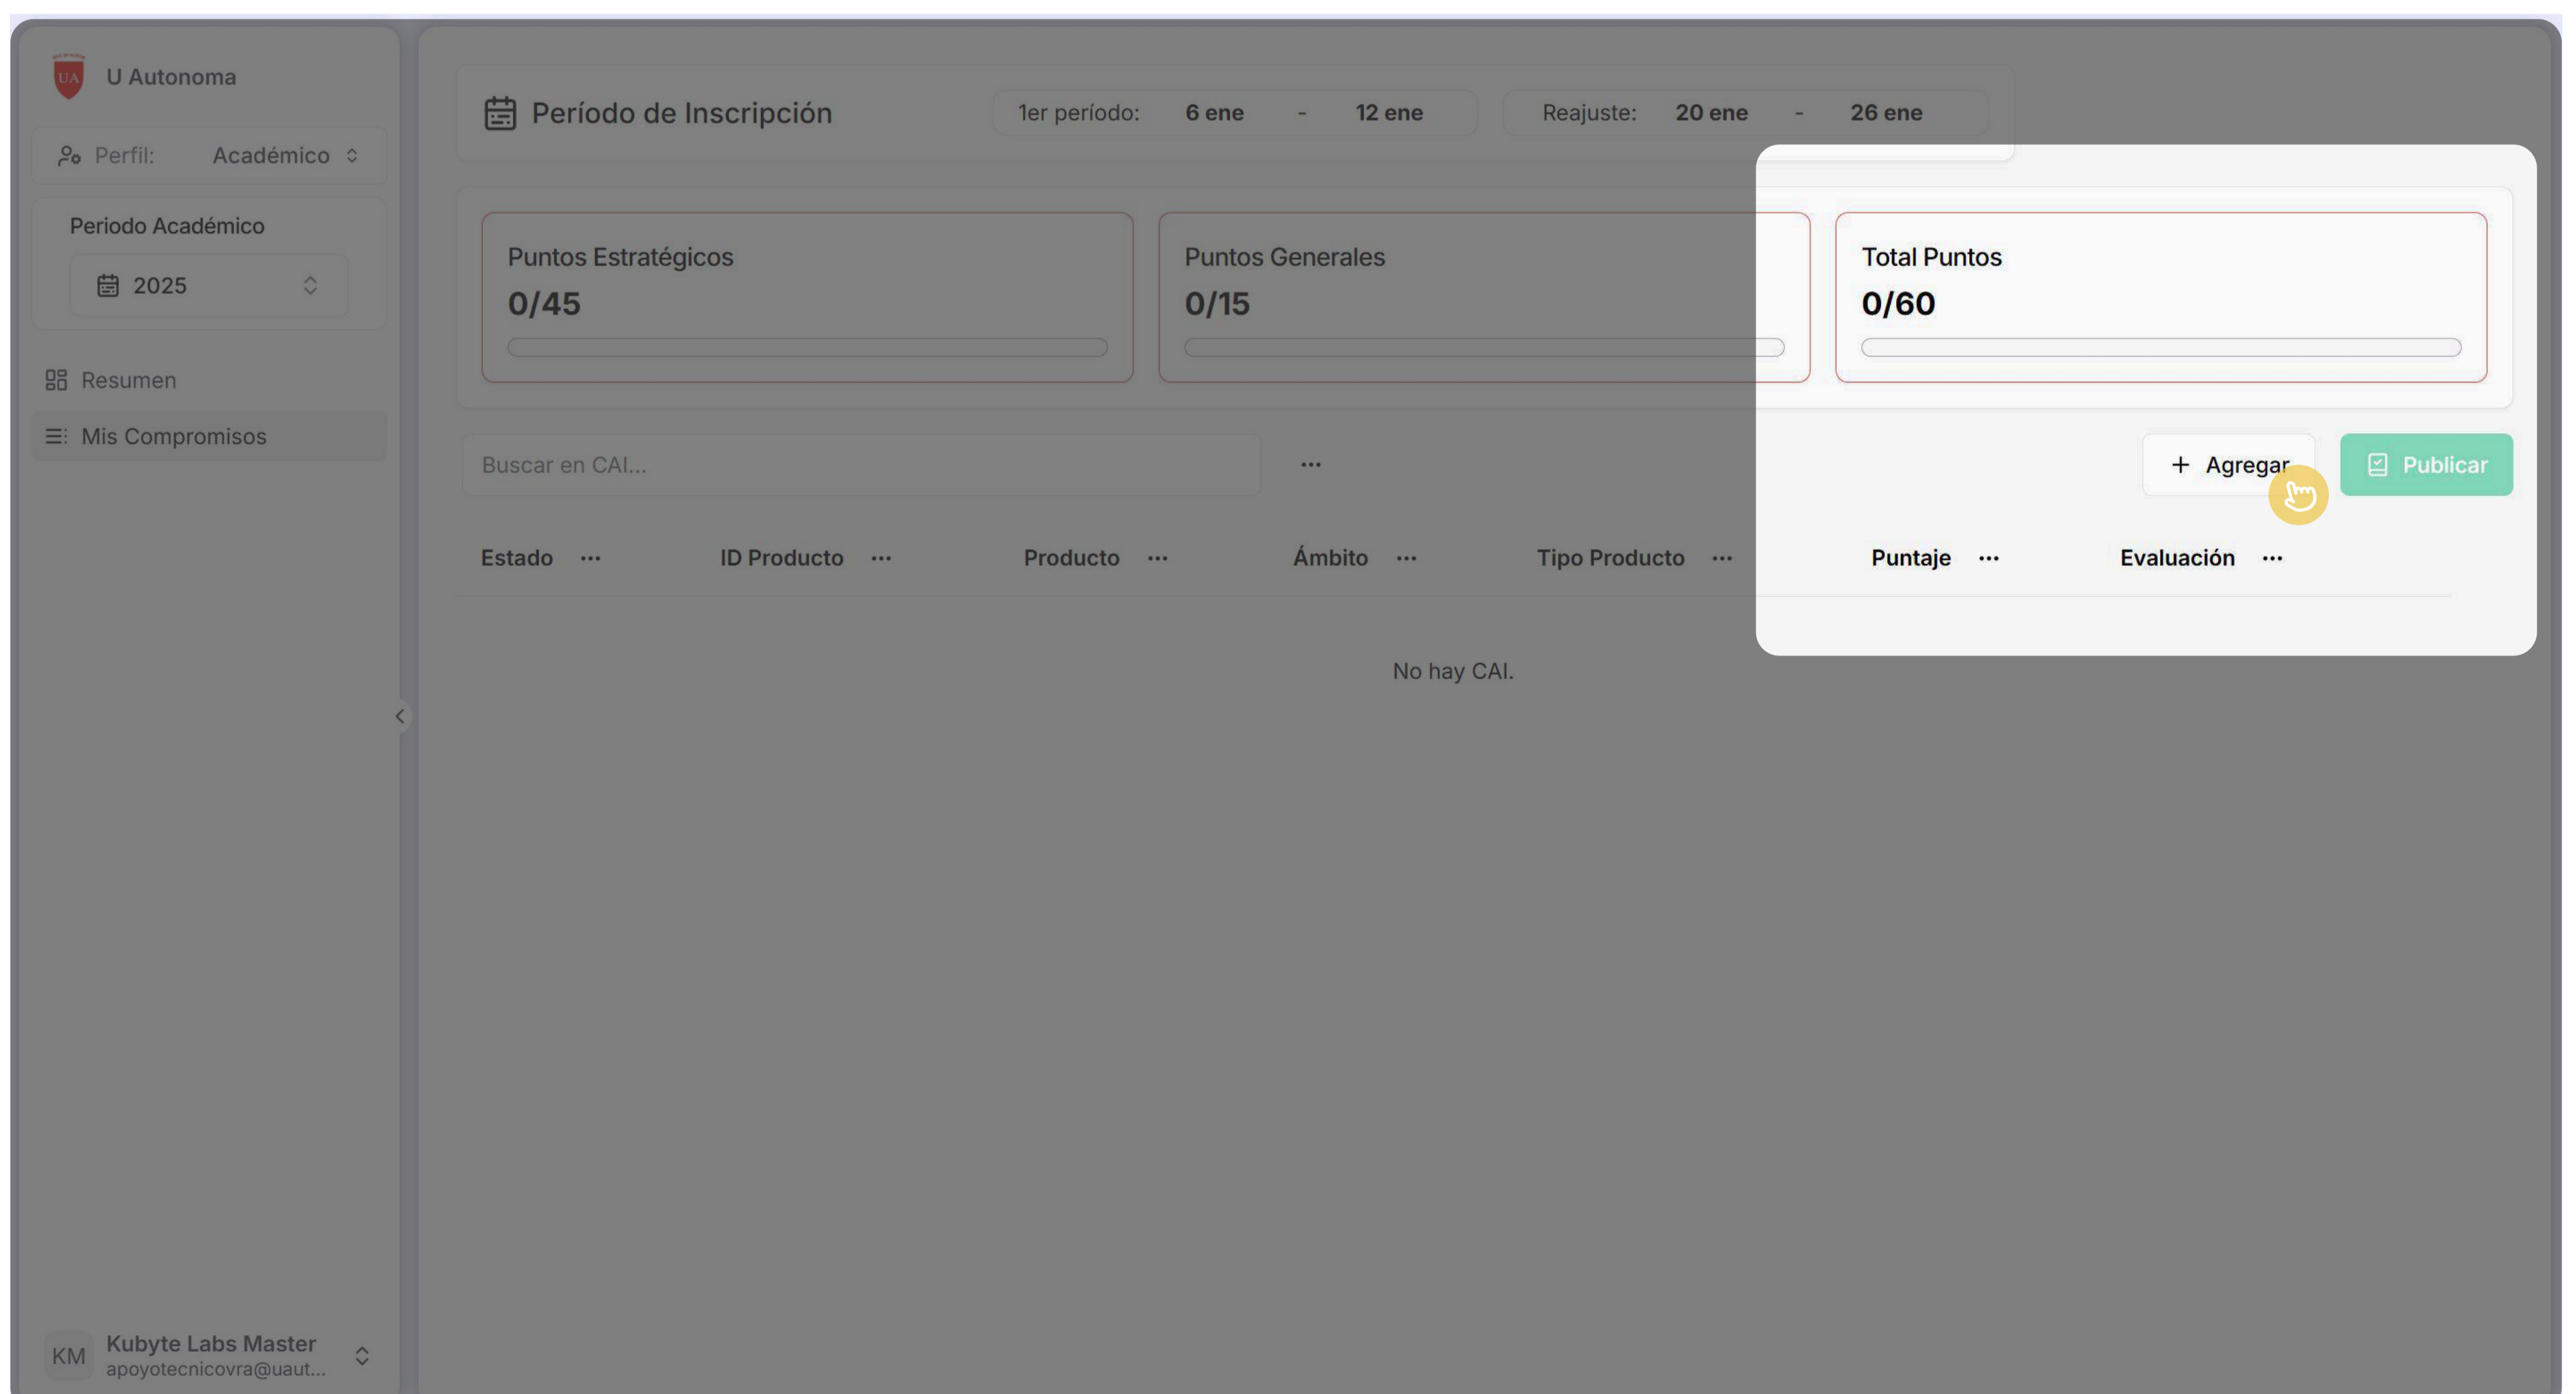 UA
U Autonoma
Perfil: Académico
Periodo Académico
2025
Resumen
Mis Compromisos
Kubyte Labs Master
KM
apoyotecnicovra@uaut...
Período de Inscripción
1er período: 6 ene - 12 ene
Reajuste: 20 ene - 26 ene
Puntos Estratégicos
0/45
Puntos Generales
0/15
Total Puntos
0/60
Buscar en CAI...
...
+ Agregar
Publicar
Estado ... ID Producto ... Producto ... Ámbito ... Tipo Producto ... Puntaje ... Evaluación ...
No hay CAI.